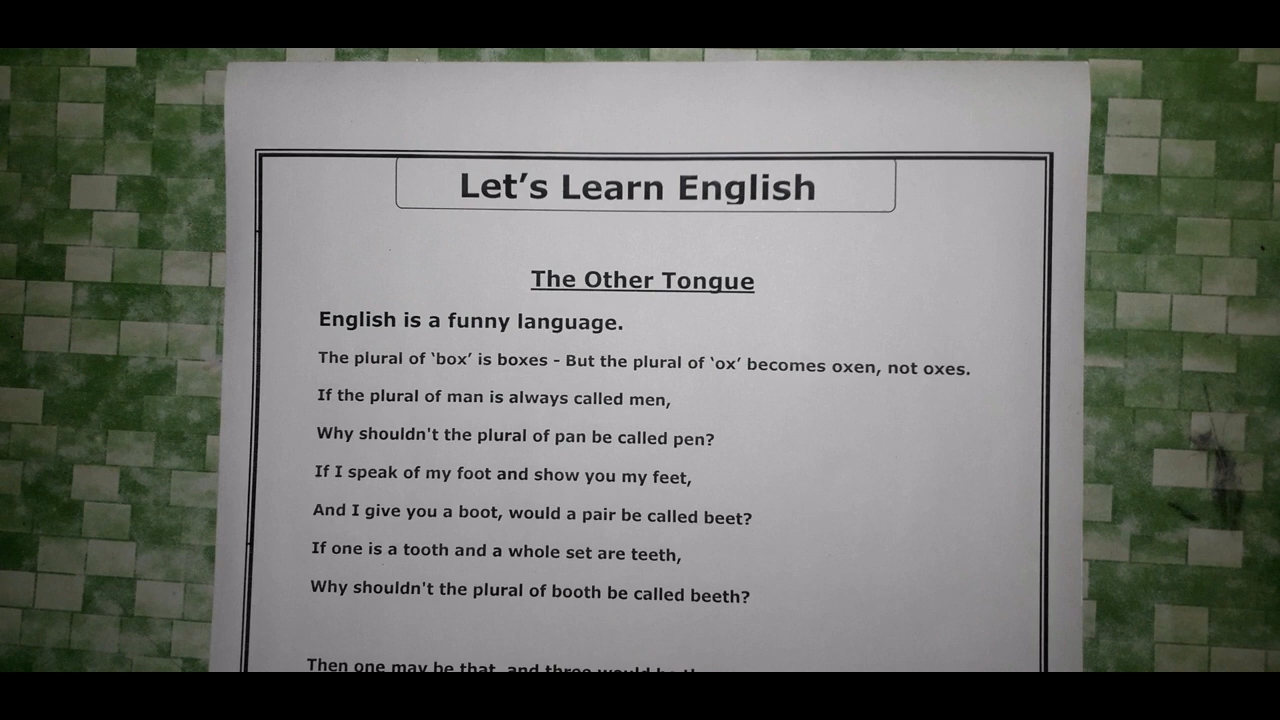 Let’s Learn English
The Other Tongue
English is a funny language.
The plural of ‘box’ is boxes - But the plural of ‘ox’ becomes oxen, not oxes.
If the plural of man is always called men,
Why shouldn't the plural of pan be called pen?
If I speak of my foot and show you my feet,
And I give you a boot, would a pair be called beet?
If one is a tooth and a whole set are teeth,
Why shouldn't the plural of booth be called beeth?
Then one may be that, and three would be